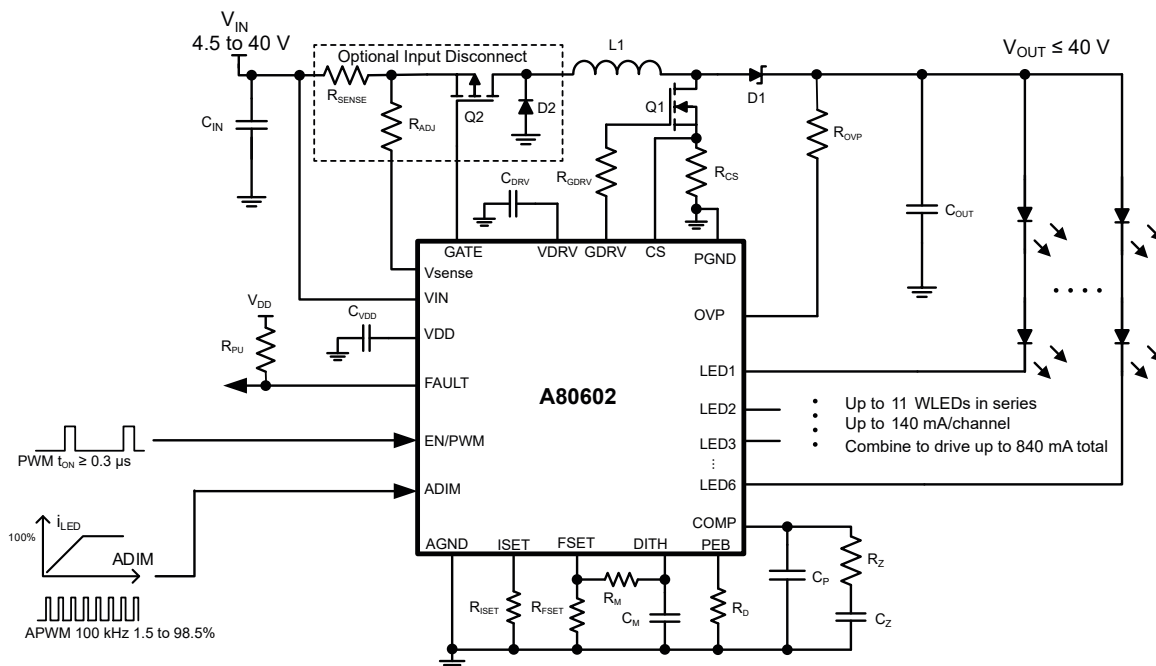 V_IN
4.5 to 40 V
Optional Input Disconnect
L1
V_OUT ≤ 40 V
R_SENSE
Q2
D2
Q1
D1
C_IN
R_ADJ
R_OVP
C_DRV
R_GDRV
R_CS
C_OUT
GATE
VDRV
GDRV
CS
PGND
Vsense
VIN
V_DD
C_VDD
VDD
OVP
R_PU
FAULT
LED1
A80602
LED2
Up to 11 WLEDs in series
Up to 140 mA/channel
LED3
Combine to drive up to 840 mA total
EN/PWM
PWM t_ON ≥ 0.3 µs
ADIM
LED6
i_LED
100%
ADIM
COMP
AGND
ISET
FSET
DITH
PEB
R_Z
C_P
R_ISET
R_FSET
R_M
C_M
R_D
C_Z
APWM 100 kHz 1.5 to 98.5%